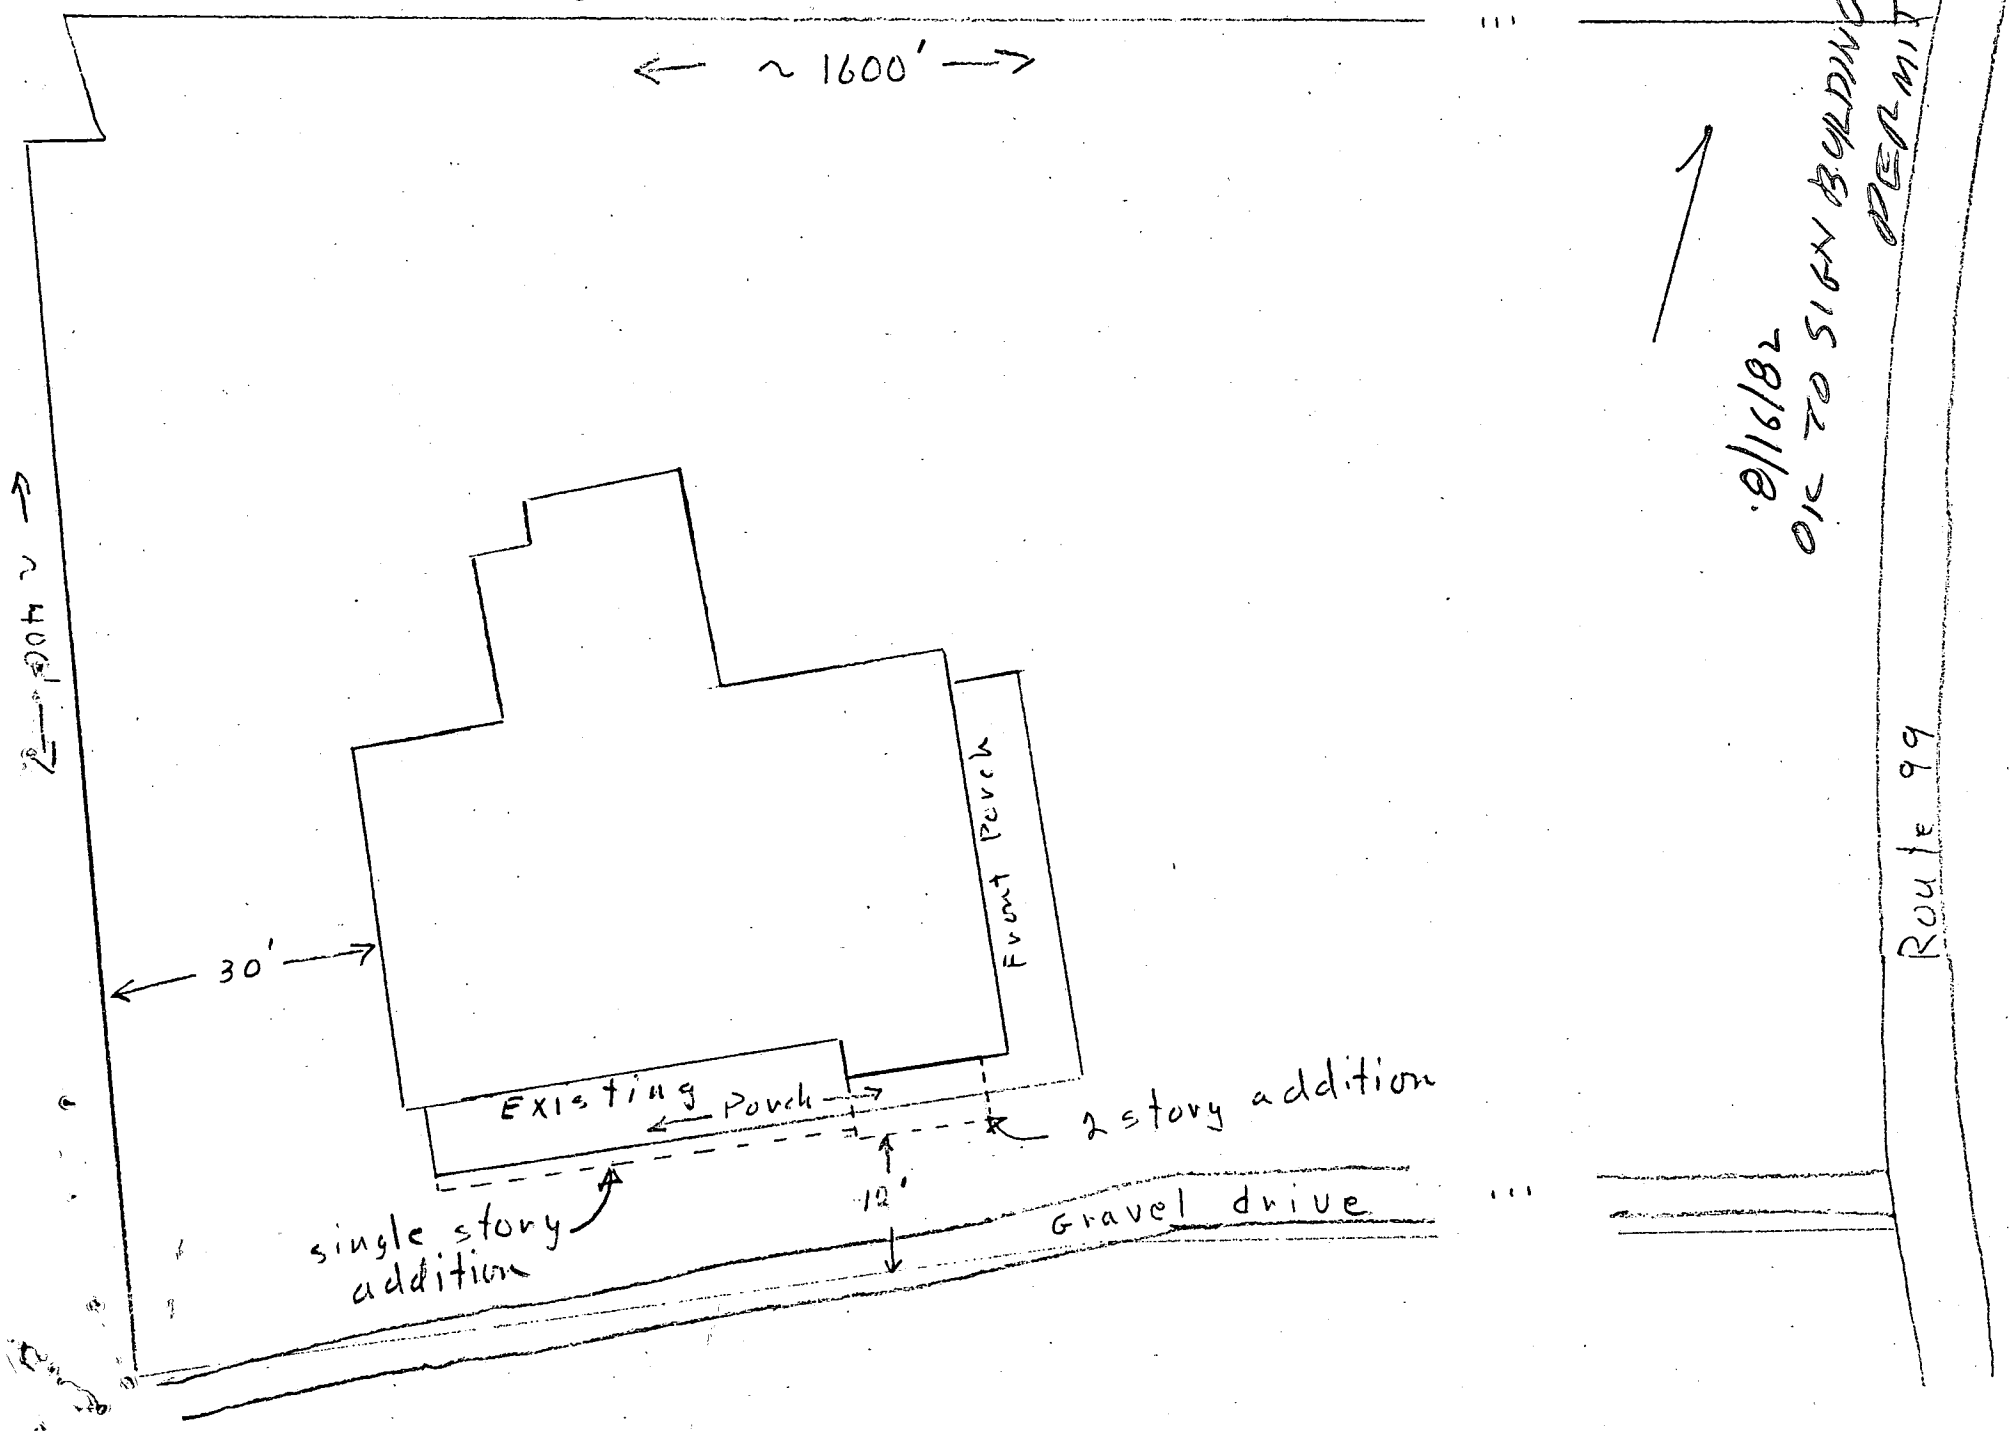 ...
~ 1600'
8/16/82
OK TO SIGN BUILDING
PERMIT
~ 400'
Front Porch
Route 99
30'
Existing
Porch
2 story addition
single story
addition
Gravel drive
...